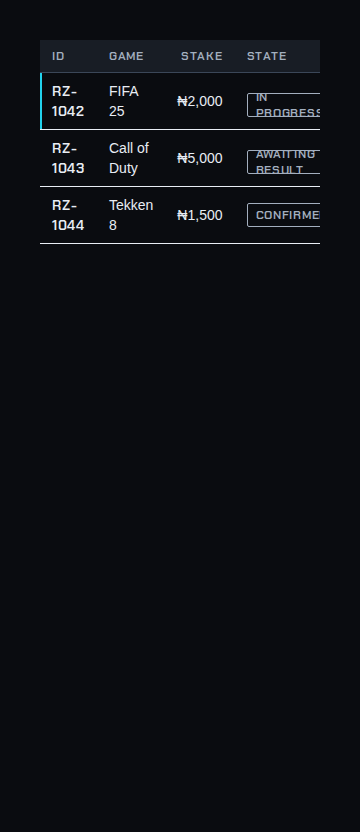 ID GAME STAKE STATE
RZ- FIFA IN
1042 25 ₦2,000 PROGRESS
RZ- Call of AWAITING
1043 Duty ₦5,000 RESULT
RZ- Tekken
1044 8 ₦1,500 CONFIRME